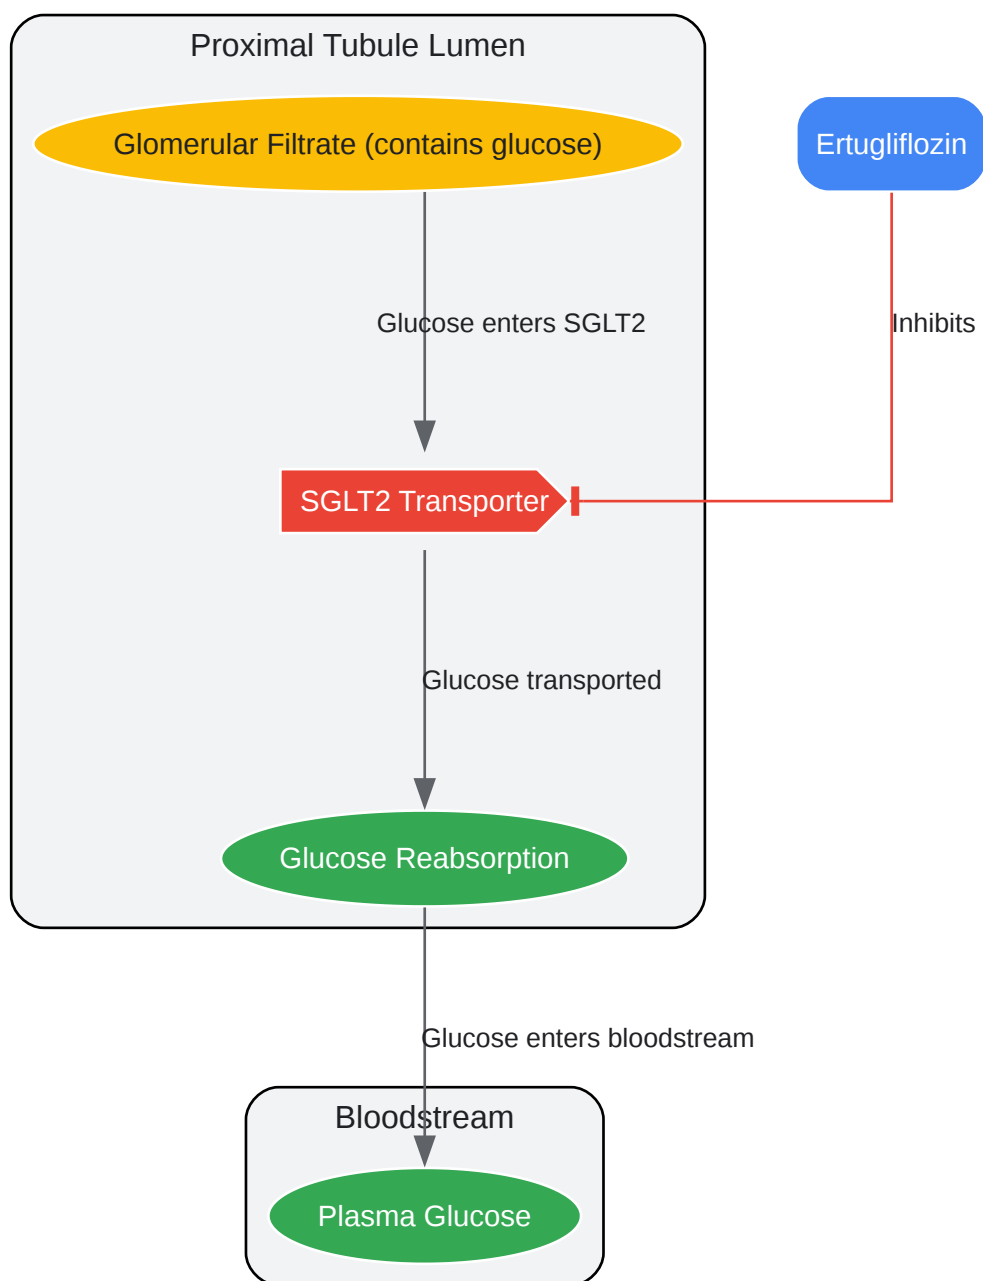 Proximal Tubule Lumen
Glomerular Filtrate (contains glucose)
Ertugliflozin
Glucose enters SGLT2
Inhibits
SGLT2 Transporter
Glucose transported
Glucose Reabsorption
Glucose enters bloodstream
Bloodstream
Plasma Glucose